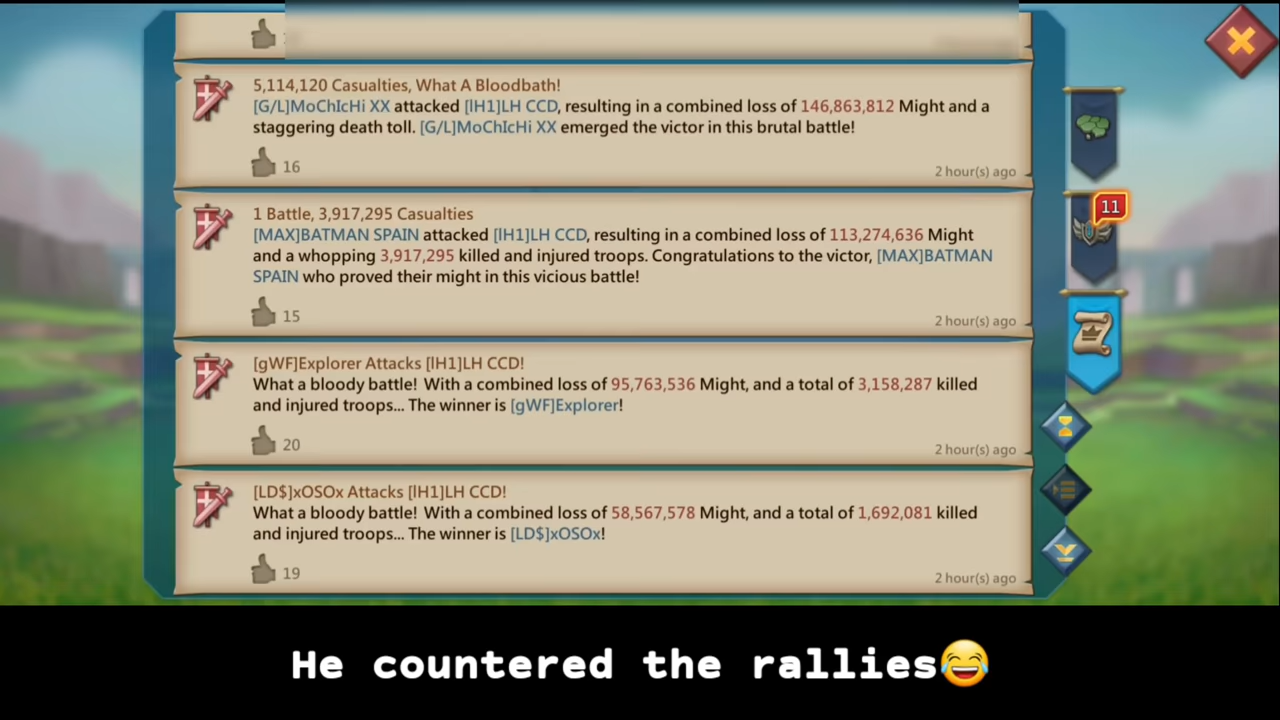 5,114,120 Casualties, What A Bloodbath!
[G/L]MoChIcHi XX attacked [lH1]LH CCD, resulting in a combined loss of 146,863,812 Might and a
staggering death toll. [G/L]MoChIcHi XX emerged the victor in this brutal battle!
16
2 hour(s) ago
11
1 Battle, 3,917,295 Casualties
[MAX]BATMAN SPAIN attacked [lH1]LH CCD, resulting in a combined loss of 113,274,636 Might
and a whopping 3,917,295 killed and injured troops. Congratulations to the victor, [MAX]BATMAN
SPAIN who proved their might in this vicious battle!
15
2 hour(s) ago
[gWF]Explorer Attacks [lH1]LH CCD!
What a bloody battle! With a combined loss of 95,763,536 Might, and a total of 3,158,287 killed
and injured troops... The winner is [gWF]Explorer!
20
2 hour(s) ago
[LD$]xOSOx Attacks [lH1]LH CCD!
What a bloody battle! With a combined loss of 58,567,578 Might, and a total of 1,692,081 killed
and injured troops... The winner is [LD$]xOSOx!
19
2 hour(s) ago
He countered the rallies😂